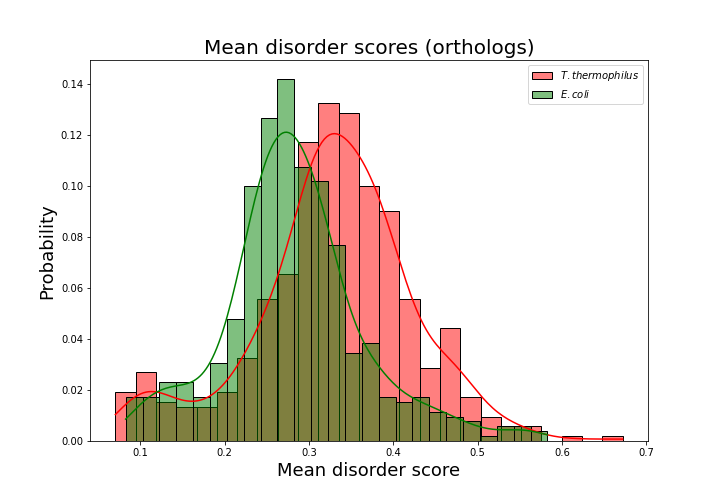 Mean disorder scores (orthologs)
T. thermophilus
E. coli
0.14
0.12
0.10
0.08
0.06
0.04
0.02
0.00
Probability
0.1 0.2 0.3 0.4 0.5 0.6 0.7
Mean disorder score